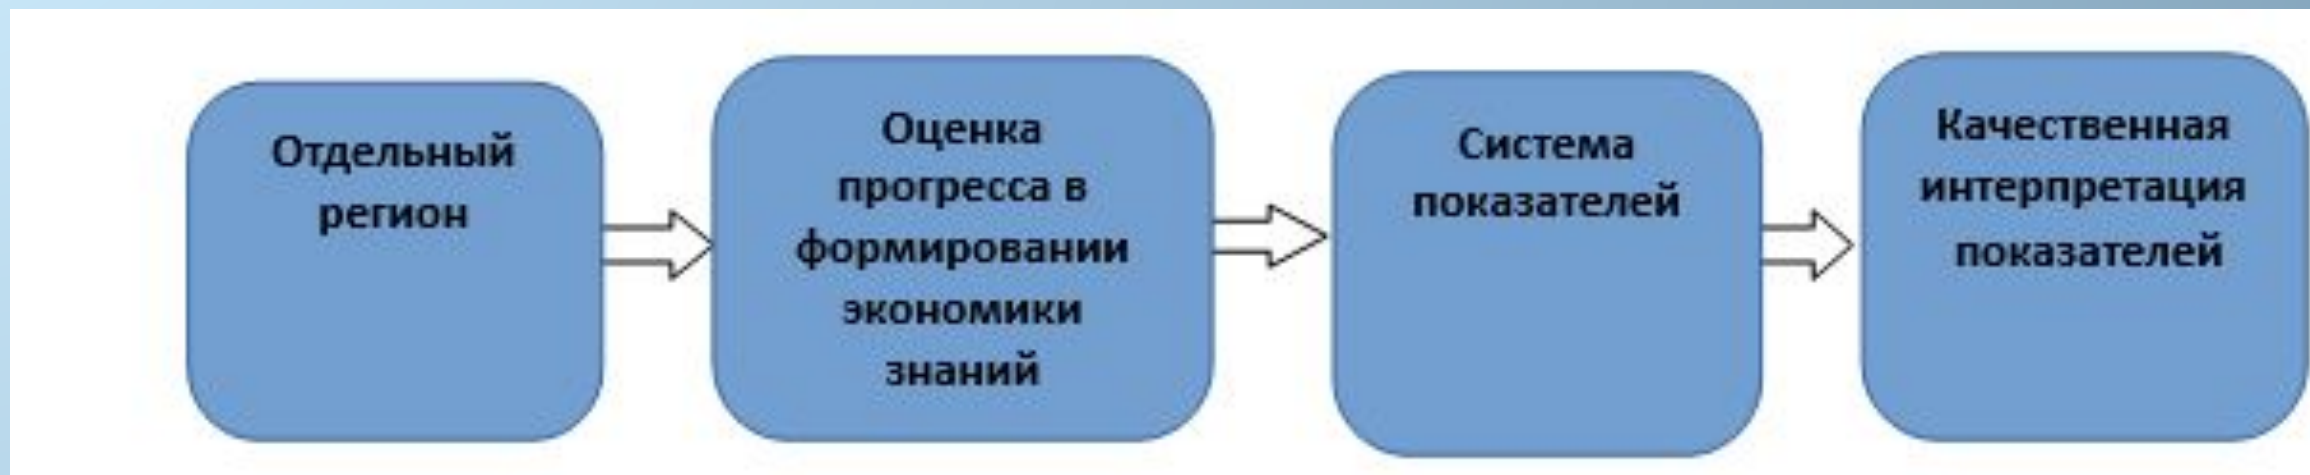 Отдельный
регион
Оценка
прогресса в
формировании
экономики
знаний
Система
показателей
Качественная
интерпретация
показателей